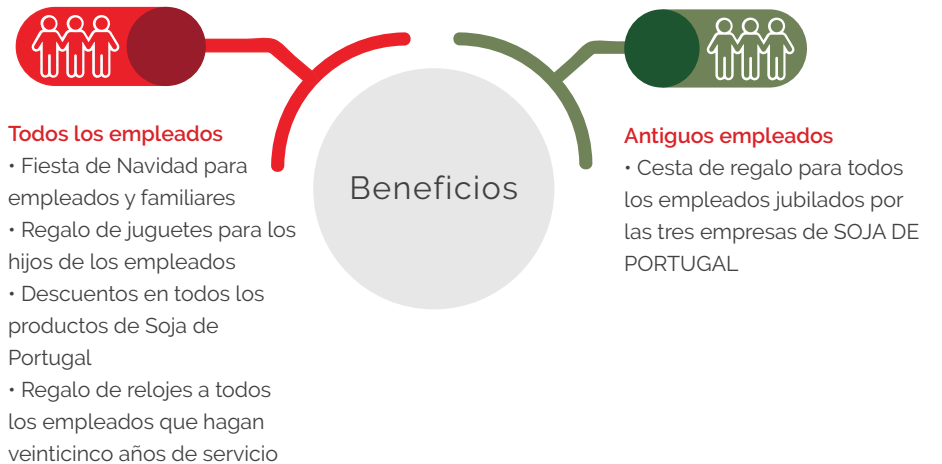 Todos los empleados
• Fiesta de Navidad para
empleados y familiares
• Regalo de juguetes para los
hijos de los empleados
• Descuentos en todos los
productos de Soja de
Portugal
• Regalo de relojes a todos
los empleados que hagan
veinticinco años de servicio
Beneficios
Antiguos empleados
• Cesta de regalo para todos
los empleados jubilados por
las tres empresas de SOJA DE
PORTUGAL